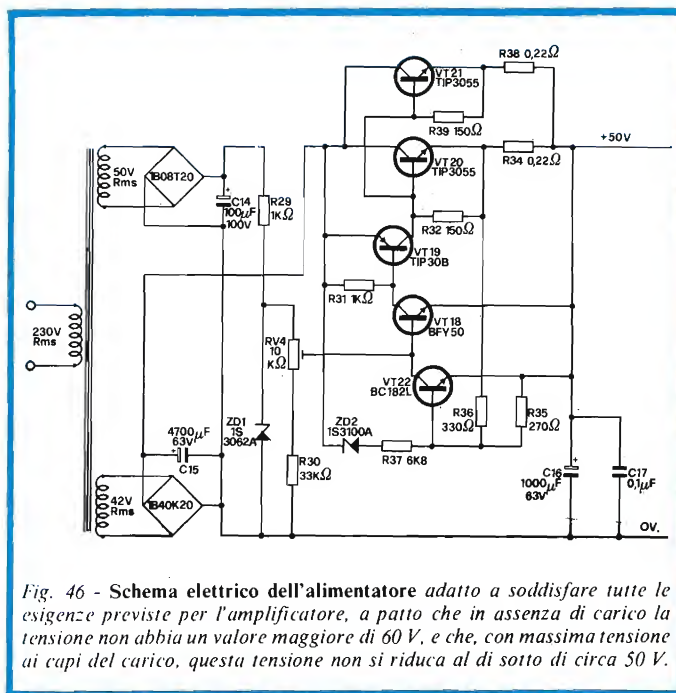 R38 0,22Ω
VT21
TIP3055
R39 150Ω
+50V
50V
Rms
1B08T20
VT20
TIP3055
R34 0,22Ω
C14
100µF
100V
R29
1KΩ
R32 150Ω
VT19
TIP30B
R31 1KΩ
VT18
BFY50
230V
Rms
RV4
10
KΩ
VT22
BC182L
4700µF
63V
C15
ZD1
1S
3062A
ZD2
1S3100A
R36
330Ω
R35
270Ω
R37 6K8
R30
33KΩ
C16
1000µF
63V
C17
0,1µF
42V
Rms
1B40K20
0V.
Fig. 46 - Schema elettrico dell'alimentatore adatto a soddisfare tutte le
esigenze previste per l'amplificatore, a patto che in assenza di carico la
tensione non abbia un valore maggiore di 60 V, e che, con massima tensione
ai capi del carico, questa tensione non si riduca al di sotto di circa 50 V.